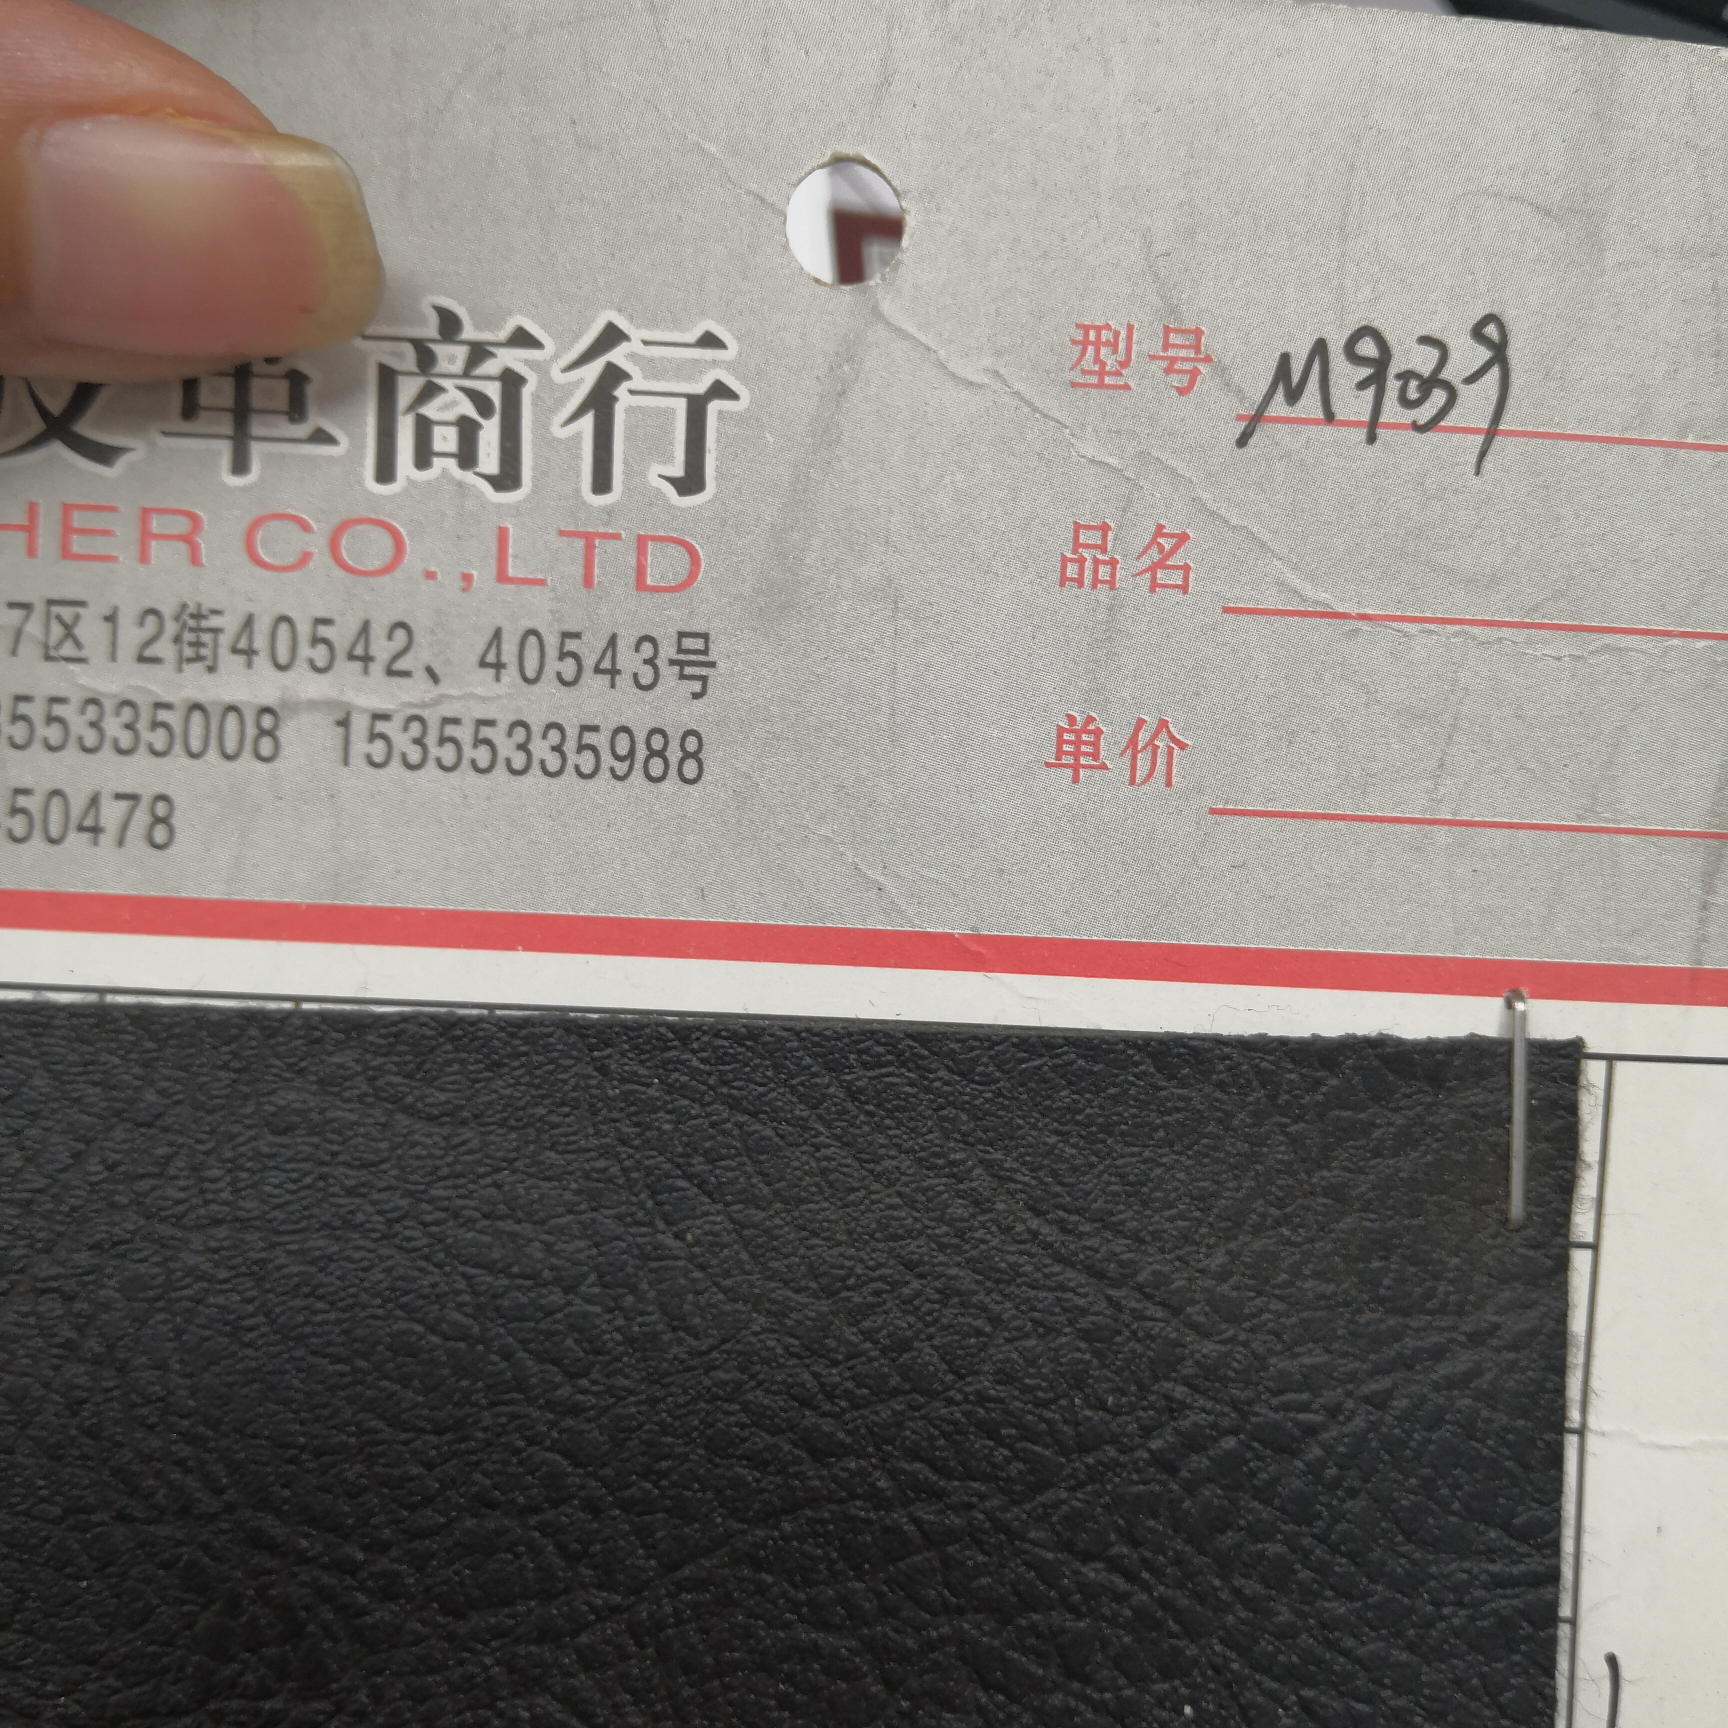 皮革商行
HER CO.,LTD
7区12街40542、40543号
355335008 15355335988
50478
型号 M9039
品名
单价